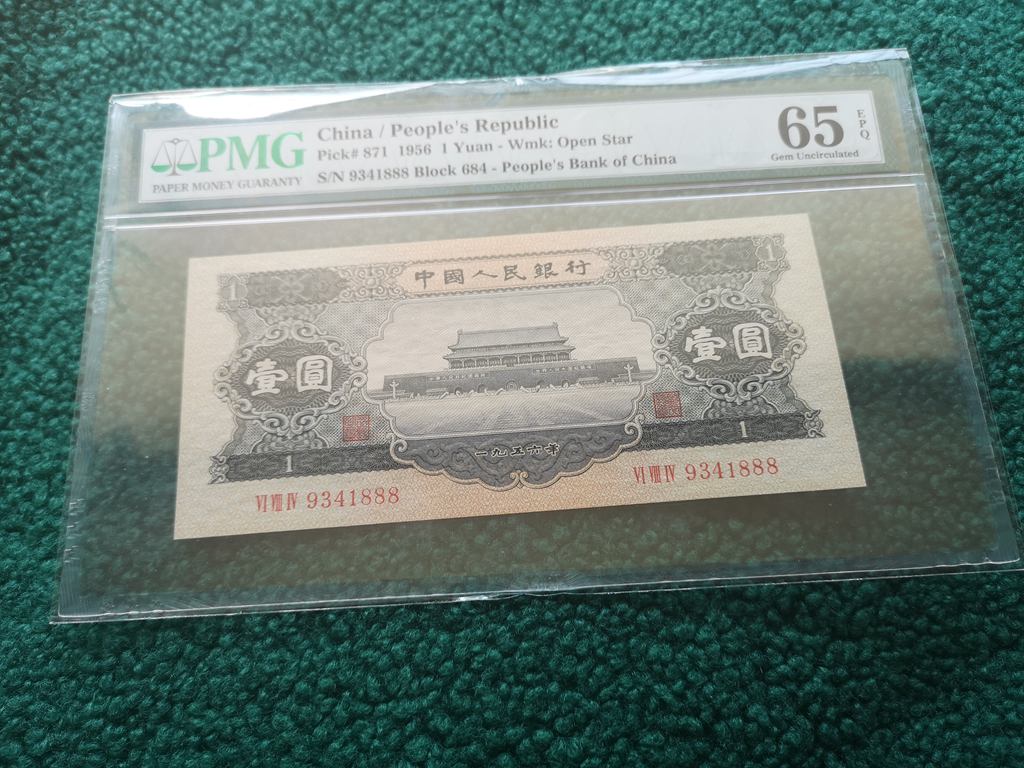 PMG
PAPER MONEY GUARANTY
China / People's Republic
Pick# 871 1956 1 Yuan - Wmk: Open Star
S/N 9341888 Block 684 - People's Bank of China
65
EPQ
Gem Uncirculated
中國人民銀行
1
1
壹圓
壹圓
一九五六年
1
1
VI VIII IV 9341888
VI VIII IV 9341888